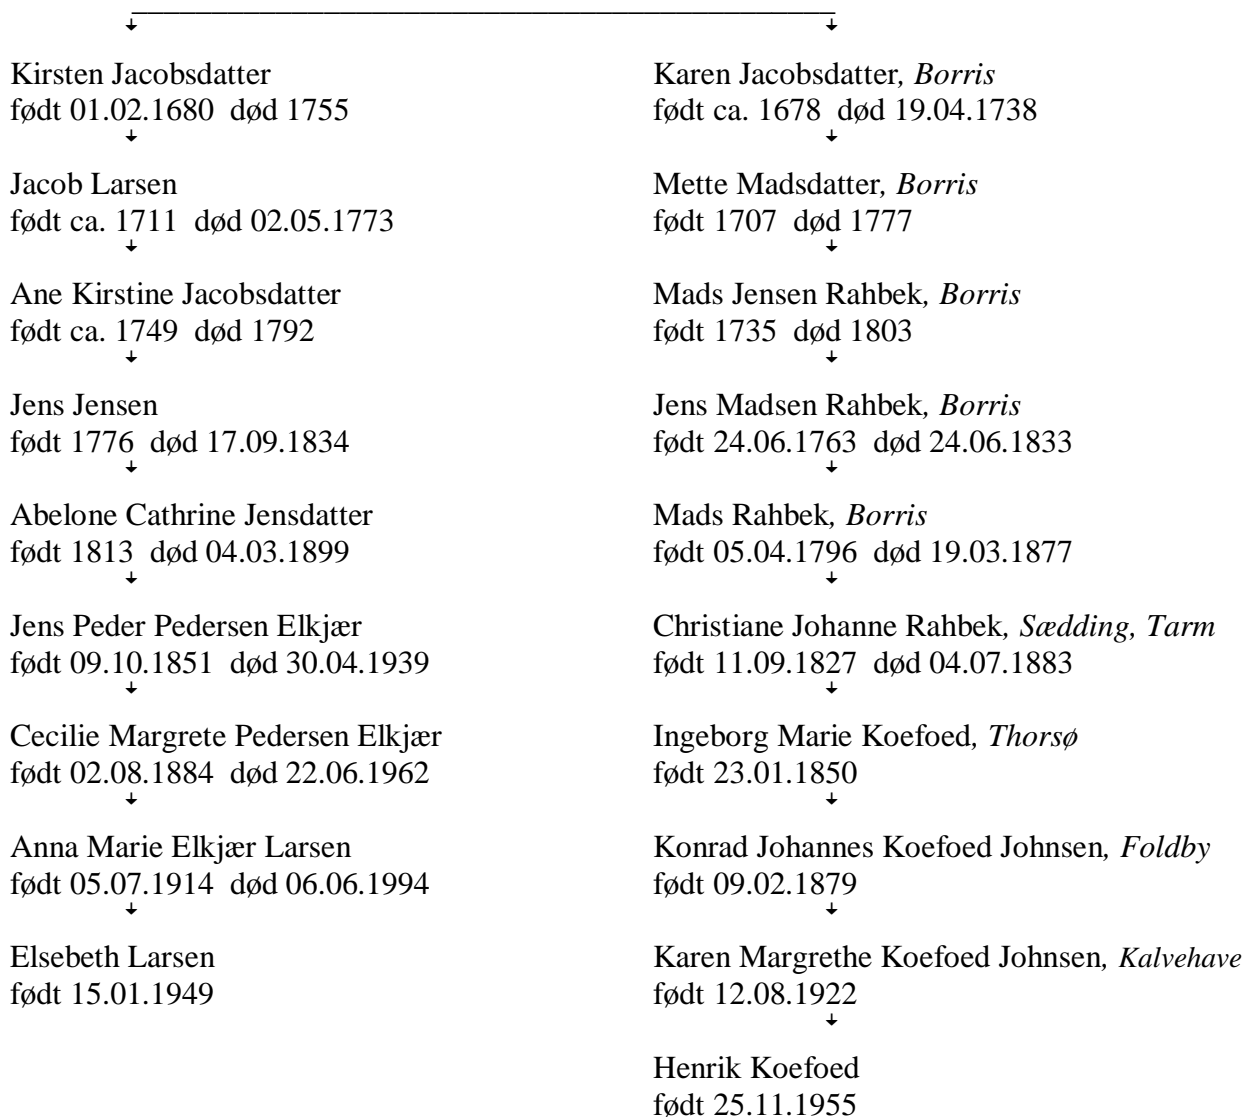 Kirsten Jacobsdatter
født 01.02.1680 død 1755
Jacob Larsen
født ca. 1711 død 02.05.1773
Ane Kirstine Jacobsdatter
født ca. 1749 død 1792
Jens Jensen
født 1776 død 17.09.1834
Abelone Cathrine Jensdatter
født 1813 død 04.03.1899
Jens Peder Pedersen Elkjær
født 09.10.1851 død 30.04.1939
Cecilie Margrete Pedersen Elkjær
født 02.08.1884 død 22.06.1962
Anna Marie Elkjær Larsen
født 05.07.1914 død 06.06.1994
Elsebeth Larsen
født 15.01.1949
Karen Jacobsdatter, Borris
født ca. 1678 død 19.04.1738
Mette Madsdatter, Borris
født 1707 død 1777
Mads Jensen Rahbek, Borris
født 1735 død 1803
Jens Madsen Rahbek, Borris
født 24.06.1763 død 24.06.1833
Mads Rahbek, Borris
født 05.04.1796 død 19.03.1877
Christiane Johanne Rahbek, Sædding, Tarm
født 11.09.1827 død 04.07.1883
Ingeborg Marie Koefoed, Thorsø
født 23.01.1850
Konrad Johannes Koefoed Johnsen, Foldby
født 09.02.1879
Karen Margrethe Koefoed Johnsen, Kalvehave
født 12.08.1922
Henrik Koefoed
født 25.11.1955